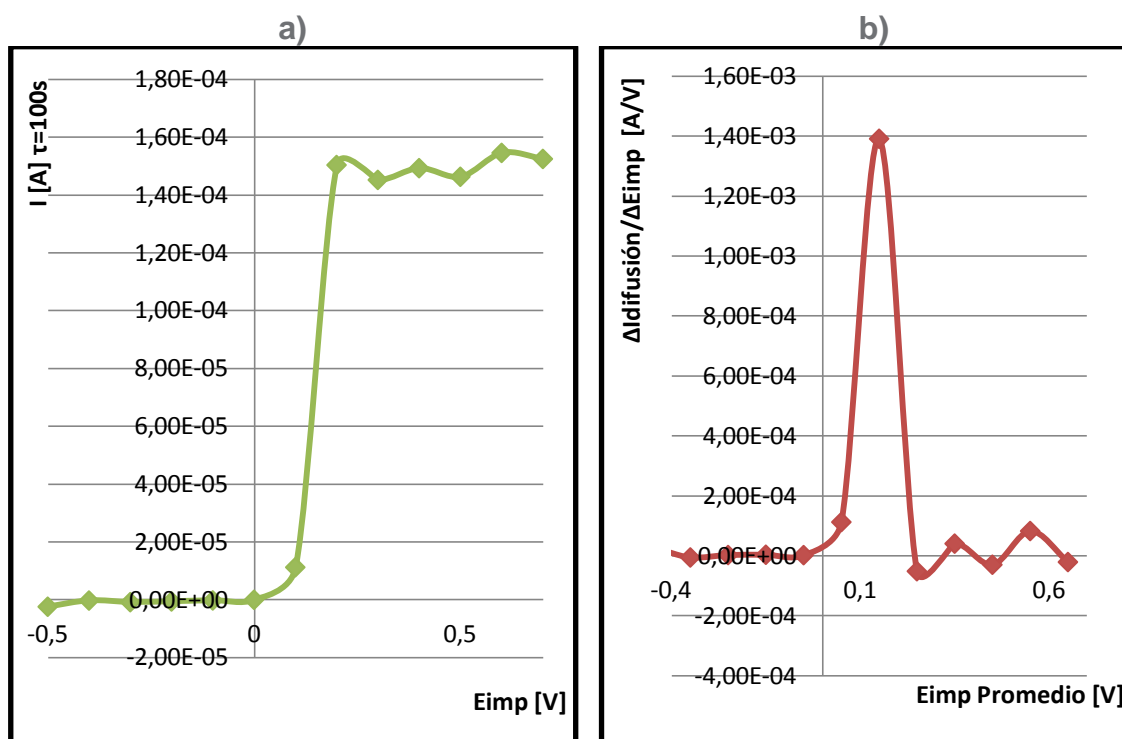 a)
I [A] τ=100s
1,80E-04
1,60E-04
1,40E-04
1,20E-04
1,00E-04
8,00E-05
6,00E-05
4,00E-05
2,00E-05
0,00E+00
-2,00E-05
-0,5
0
0,5
Eimp [V]
b)
ΔIdifusión/ΔEimp [A/V]
1,60E-03
1,40E-03
1,20E-03
1,00E-03
8,00E-04
6,00E-04
4,00E-04
2,00E-04
0,00E+00
-2,00E-04
-4,00E-04
-0,4
0,1
0,6
Eimp Promedio [V]